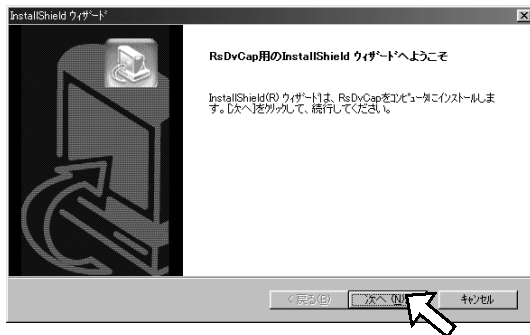 InstallShield ウィザード
RsDvCap用のInstallShield ウィザードへようこそ
InstallShield(R) ウィザードは、RsDvCapをコンピュータにインストールしま
す。［次へ］をクリックして、続行してください。
< 戻る(B)
次へ (N)
キャンセル